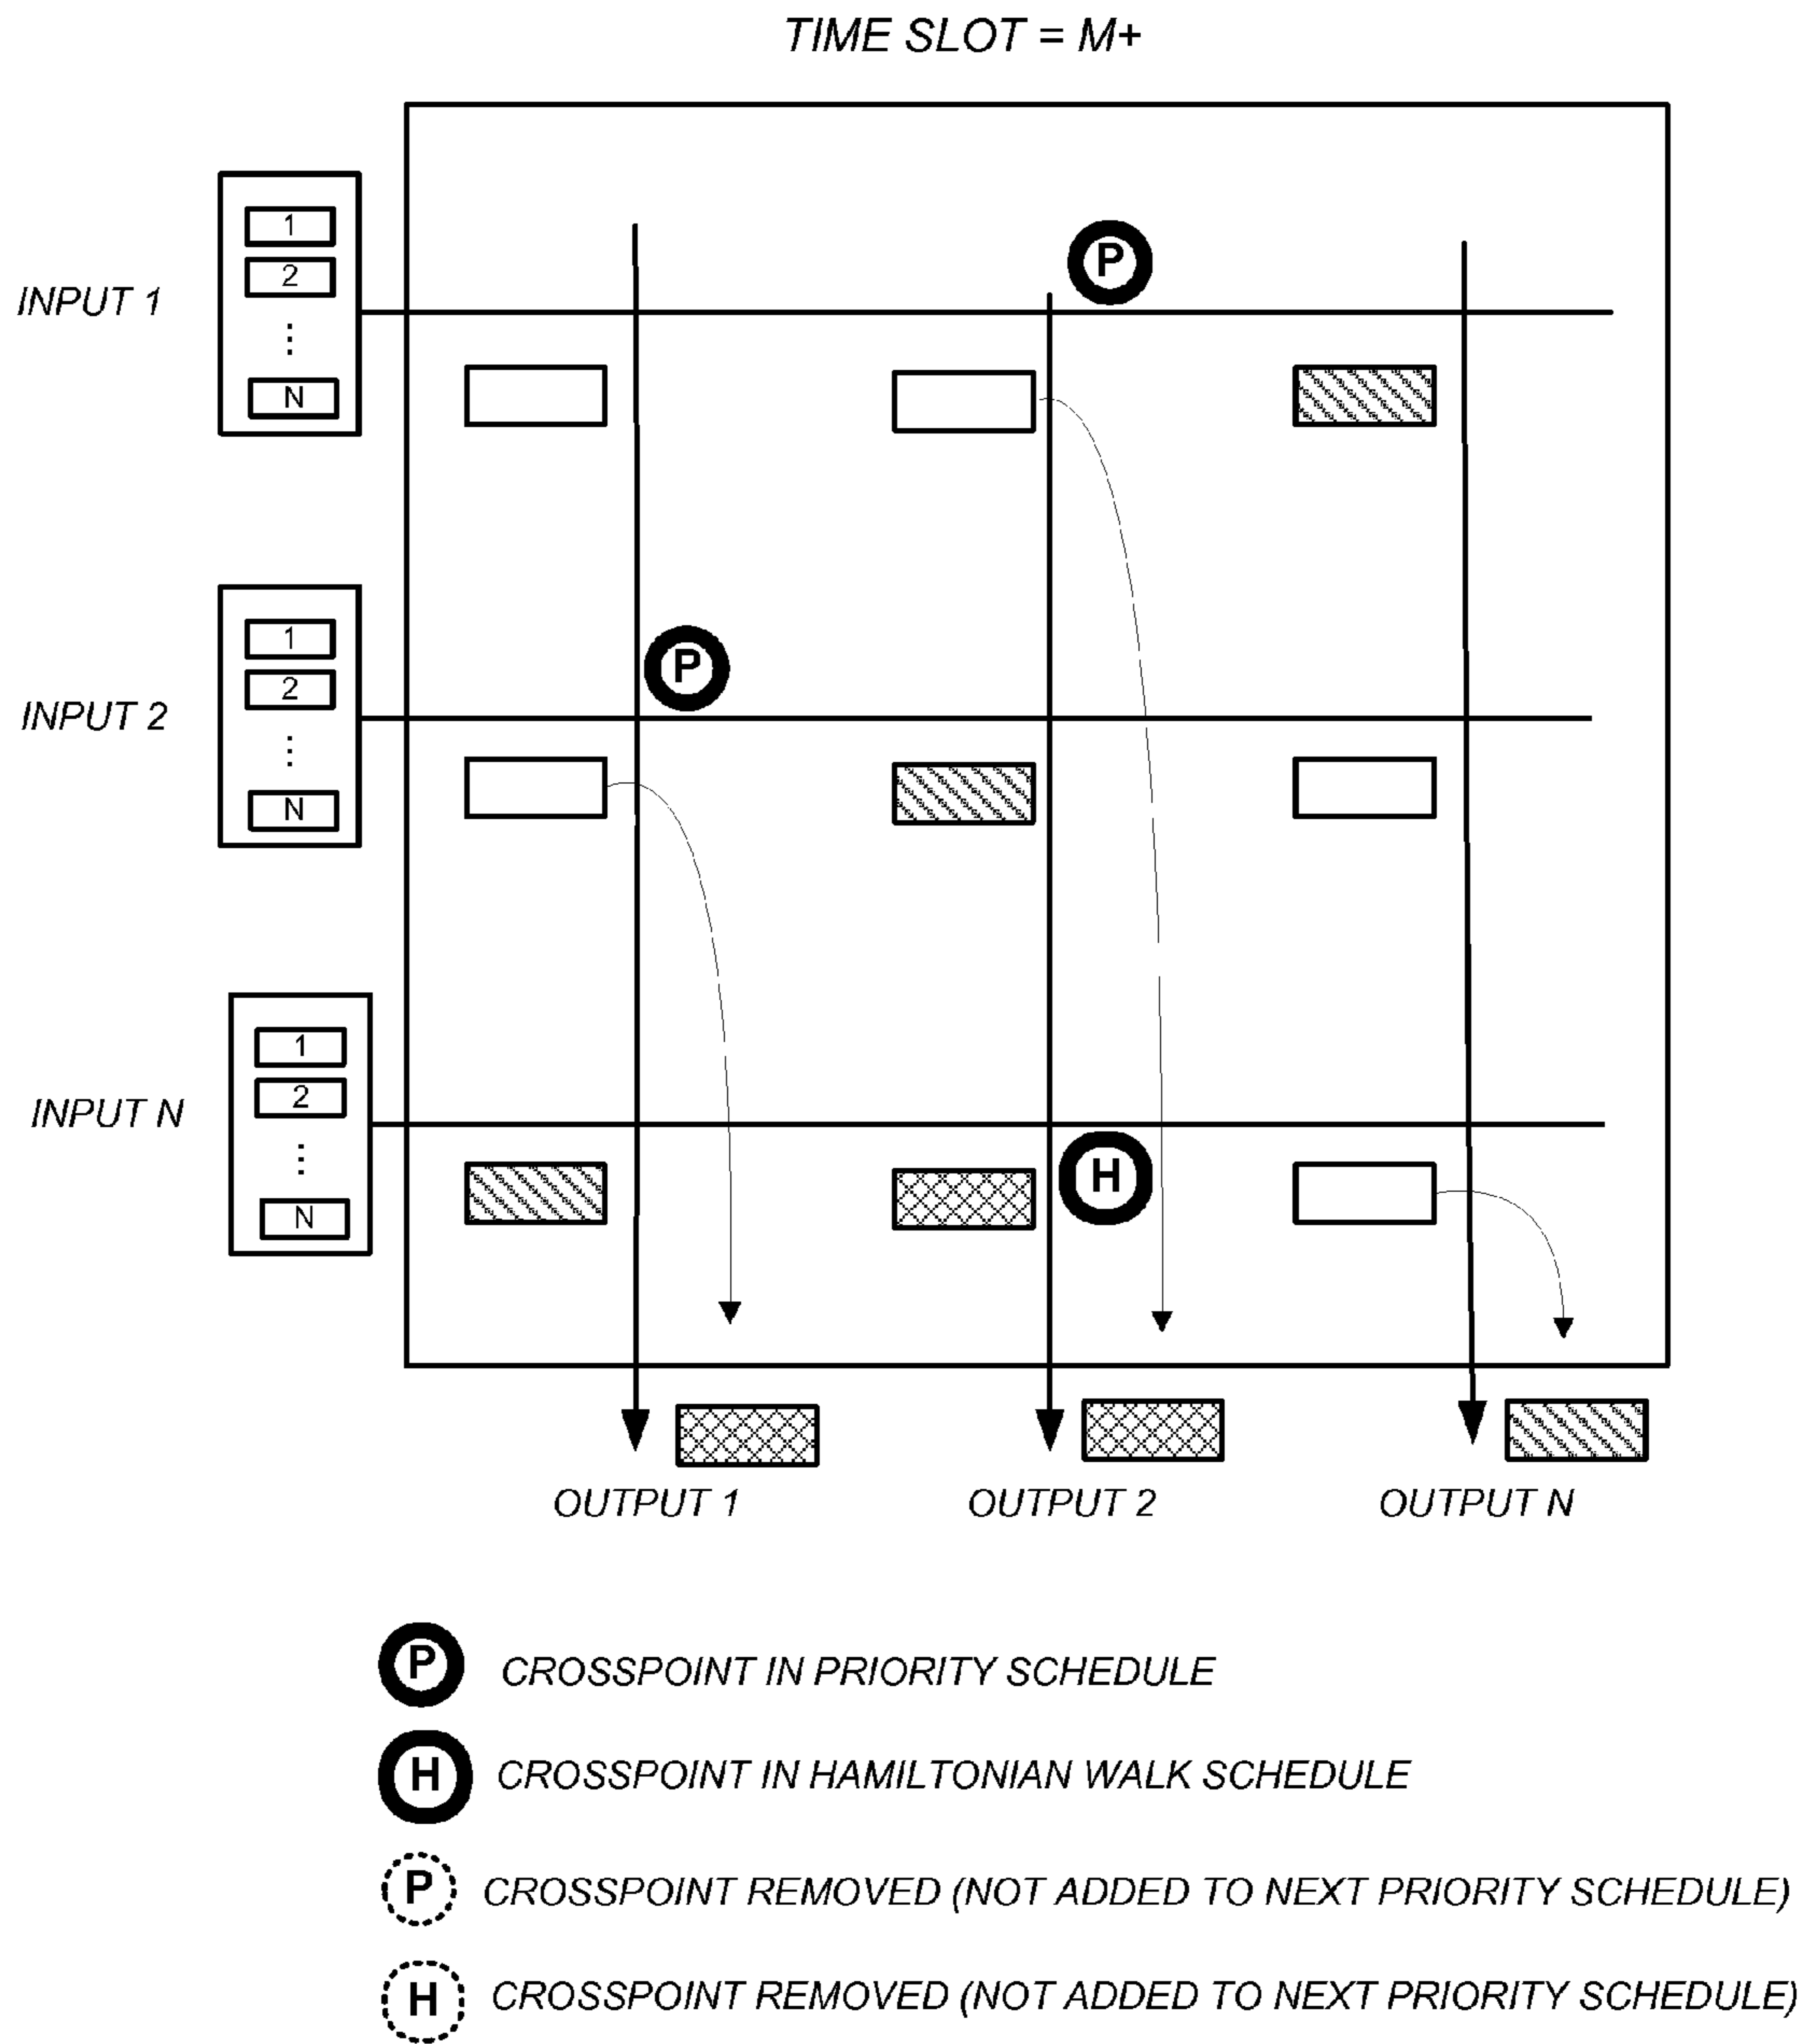 TIME SLOT = M+
P
INPUT 1
1
2
⋮
N
P
INPUT 2
1
2
⋮
N
INPUT N
1
2
⋮
N
H
OUTPUT 1
OUTPUT 2
OUTPUT N
P CROSSPOINT IN PRIORITY SCHEDULE
H CROSSPOINT IN HAMILTONIAN WALK SCHEDULE
P CROSSPOINT REMOVED (NOT ADDED TO NEXT PRIORITY SCHEDULE)
H CROSSPOINT REMOVED (NOT ADDED TO NEXT PRIORITY SCHEDULE)